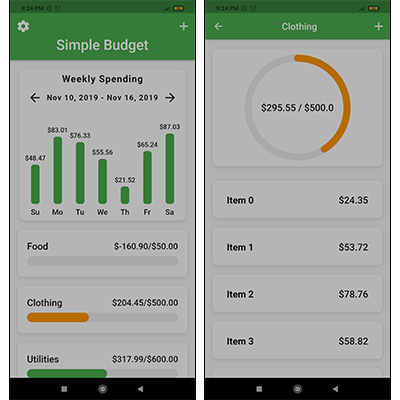 9:24 PM
Simple Budget
Weekly Spending
Nov 10, 2019 - Nov 16, 2019
$48.47 $83.01 $76.33 $55.56 $21.52 $65.24 $87.03
Su Mo Tu We Th Fr Sa
Food $-160.90/$50.00
Clothing $204.45/$500.00
Utilities $317.99/$600.00
9:24 PM
Clothing
$295.55 / $500.0
Item 0 $24.35
Item 1 $53.72
Item 2 $78.76
Item 3 $58.82